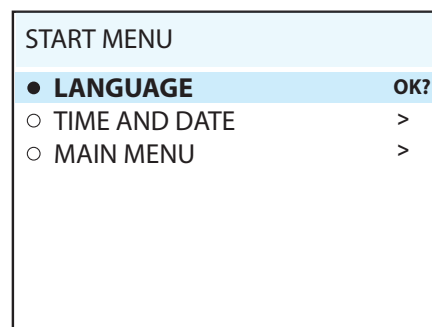 START MENU
● LANGUAGE OK?
○ TIME AND DATE >
○ MAIN MENU >